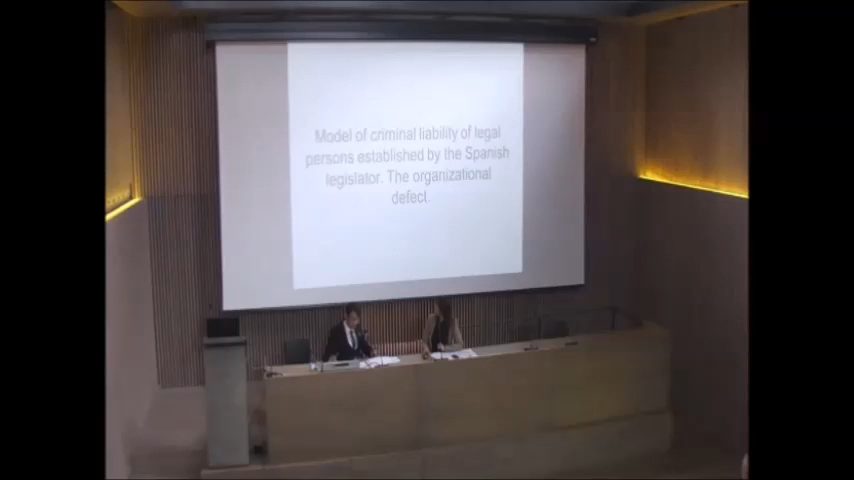 Model of criminal liability of legal
persons established by the Spanish
legislator. The organizational
defect.